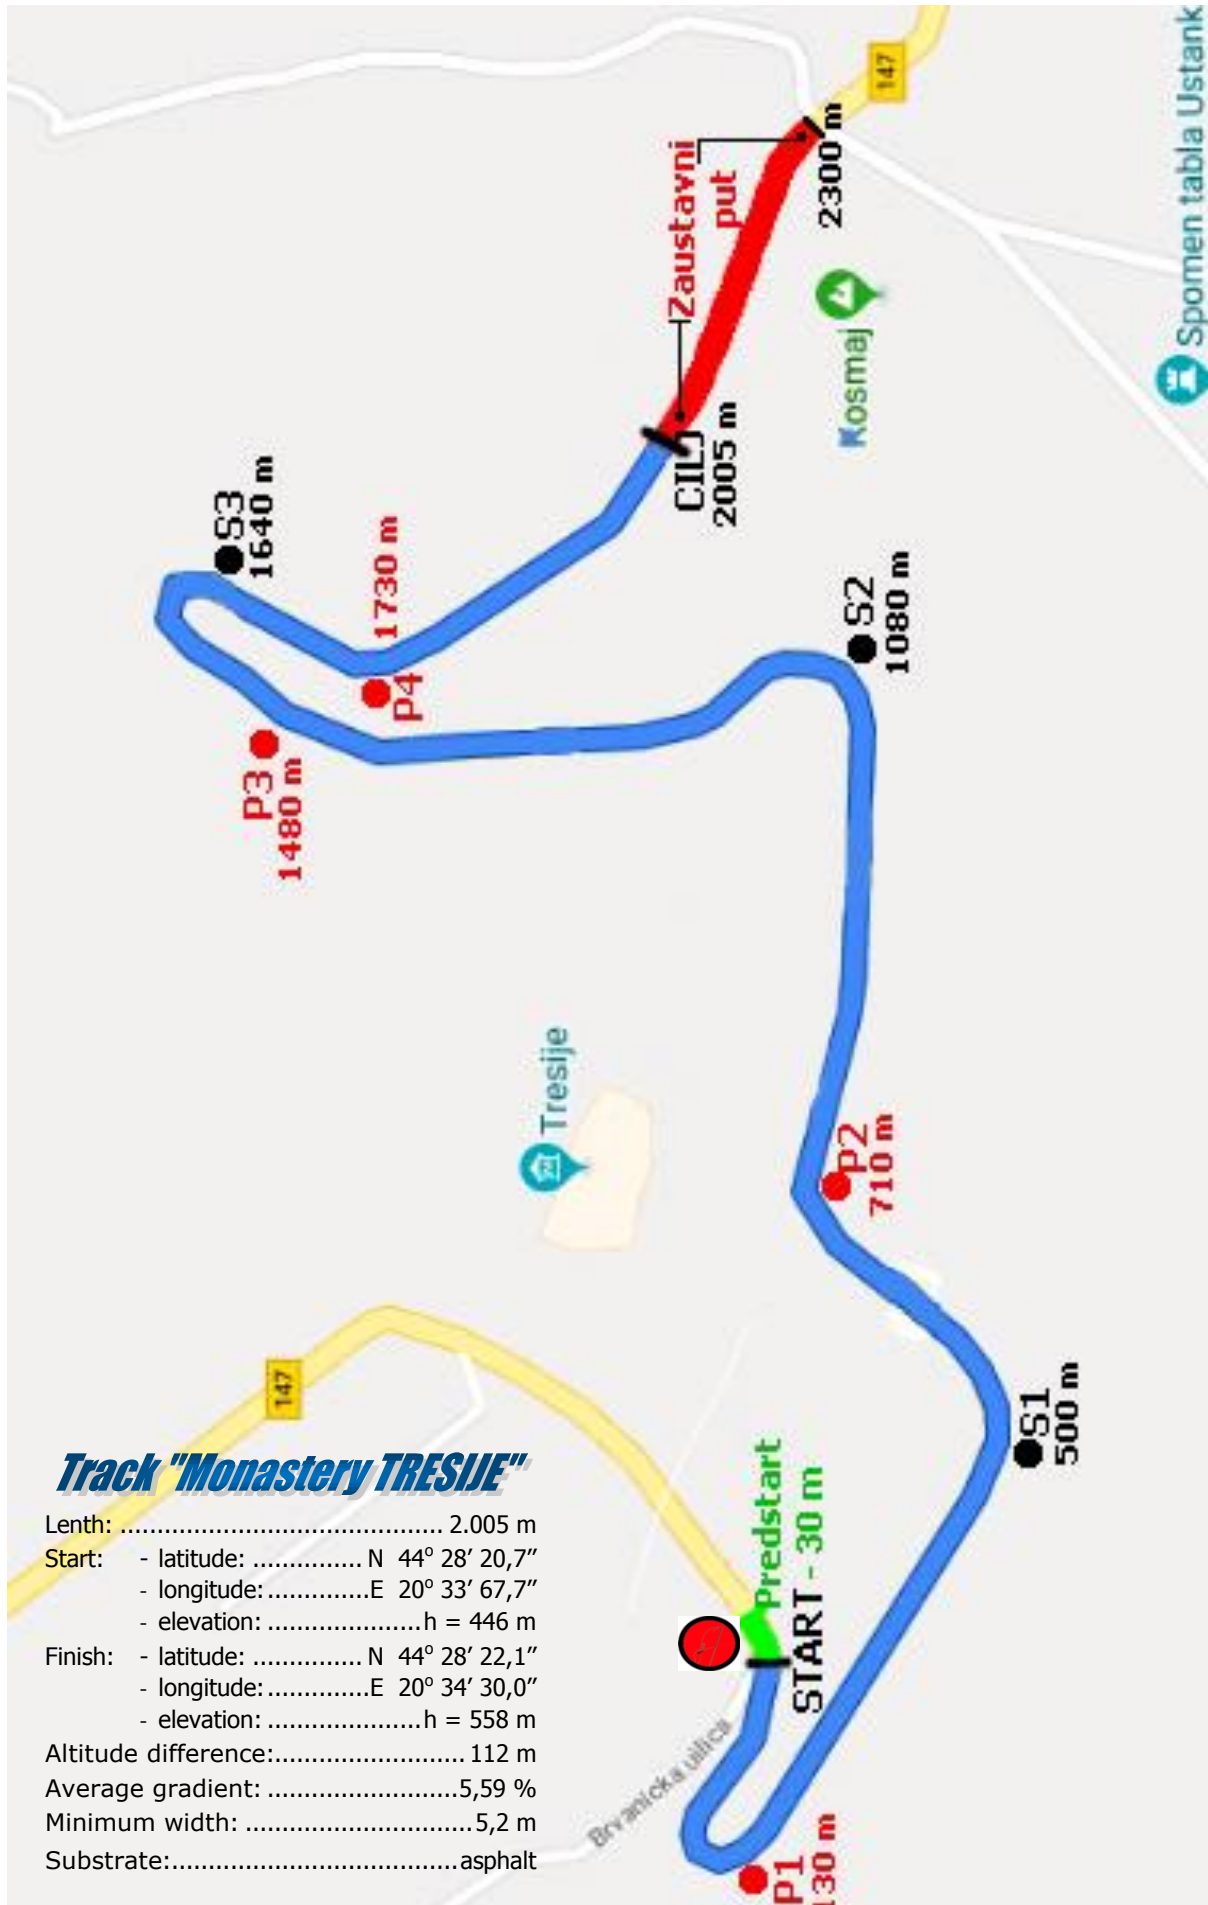 147
Spomen tabla Ustank
Zaustavni
put
2300 m
Kosmaj
CILJ
2005 m
S3
1640 m
P4
1730 m
P3
1480 m
S2
1080 m
Tresije
P2
710 m
147
S1
500 m
Predstart
START - 30 m
Brvanicka ulica
P1
130 m
Track "Monastery TRESIJE"
Lenth: ............................................ 2.005 m
Start: - latitude: ............... N 44° 28′ 20,7″
- longitude: ..............E 20° 33′ 67,7″
- elevation: .....................h = 446 m
Finish: - latitude: ............... N 44° 28′ 22,1″
- longitude: ..............E 20° 34′ 30,0″
- elevation: .....................h = 558 m
Altitude difference:.......................... 112 m
Average gradient: ..........................5,59 %
Minimum width: ...............................5,2 m
Substrate:.......................................asphalt